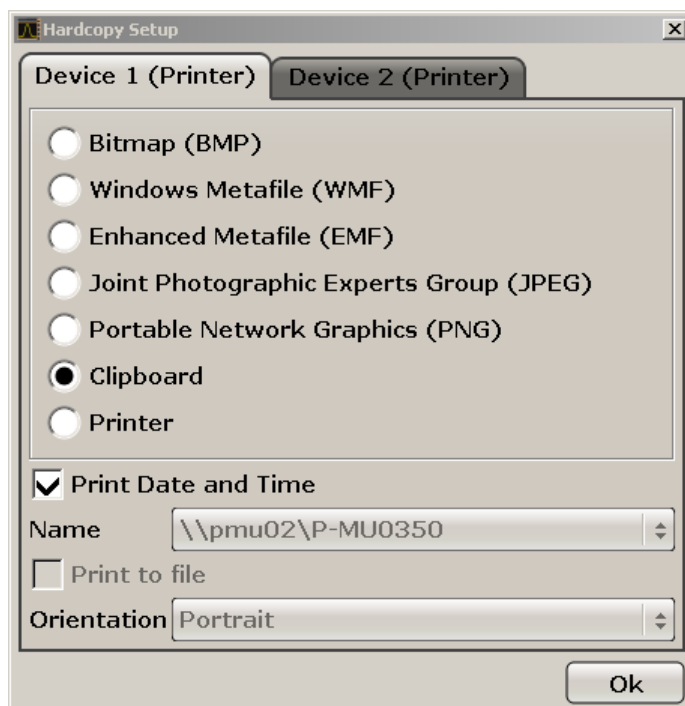 Hardcopy Setup
Device 1 (Printer)
Device 2 (Printer)
Bitmap (BMP)
Windows Metafile (WMF)
Enhanced Metafile (EMF)
Joint Photographic Experts Group (JPEG)
Portable Network Graphics (PNG)
Clipboard
Printer
Print Date and Time
Name \\pmu02\P-MU0350
Print to file
Orientation Portrait
Ok